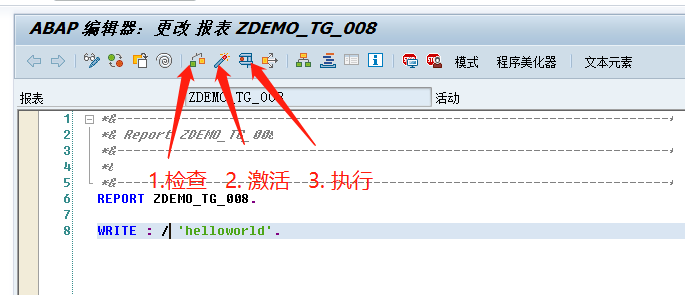 ABAP 编辑器：更改 报表 ZDEMO_TG_008
模式 程序美化器 文本元素
报表 ZDEMO_TG_008 活动
1 *&---------------------------------------------------------------------*
2 *& Report ZDEMO_TG_008
3 *&---------------------------------------------------------------------*
4 *&
5 *&---------------------------------------------------------------------*
1.检查 2. 激活 3. 执行
6 REPORT ZDEMO_TG_008.
7
8 WRITE : / 'helloworld'.